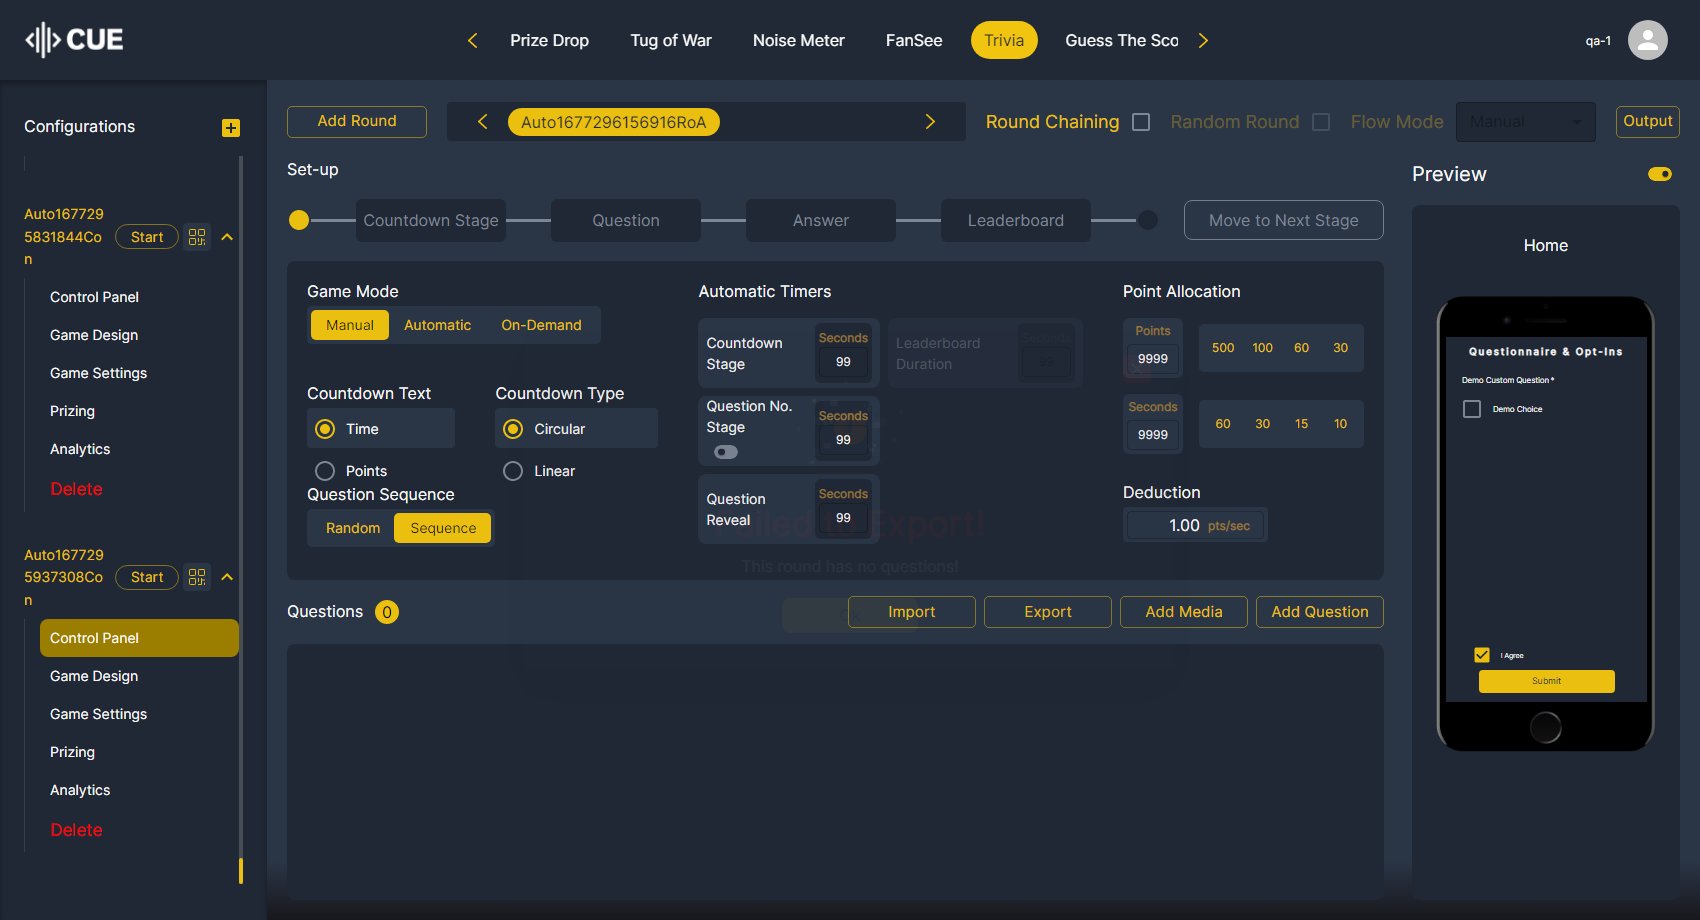 CUE
Prize Drop
Tug of War
Noise Meter
FanSee
Trivia
Guess The Sco
qa-1
Configurations
Auto167729
5831844Co
n
Start
Control Panel
Game Design
Game Settings
Prizing
Analytics
Delete
Auto167729
5937308Co
n
Start
Control Panel
Game Design
Game Settings
Prizing
Analytics
Delete
Add Round
Auto1677296156916RoA
Round Chaining
Random Round
Flow Mode
Manual
Output
Set-up
Countdown Stage
Question
Answer
Leaderboard
Move to Next Stage
Game Mode
Manual
Automatic
On-Demand
Countdown Text
Time
Points
Countdown Type
Circular
Linear
Question Sequence
Random
Sequence
Automatic Timers
Countdown
Stage
Seconds
99
Leaderboard
Duration
Question No.
Stage
Seconds
99
Question
Reveal
Seconds
99
Point Allocation
Points
9999
500
100
60
30
Seconds
9999
60
30
15
10
Deduction
1.00 pts/sec
Failed to Export!
This round has no questions!
Questions 0
Import
Export
Add Media
Add Question
Preview
Home
Questionnaire & Opt-Ins
Demo Custom Question *
Demo Choice
I Agree
Submit